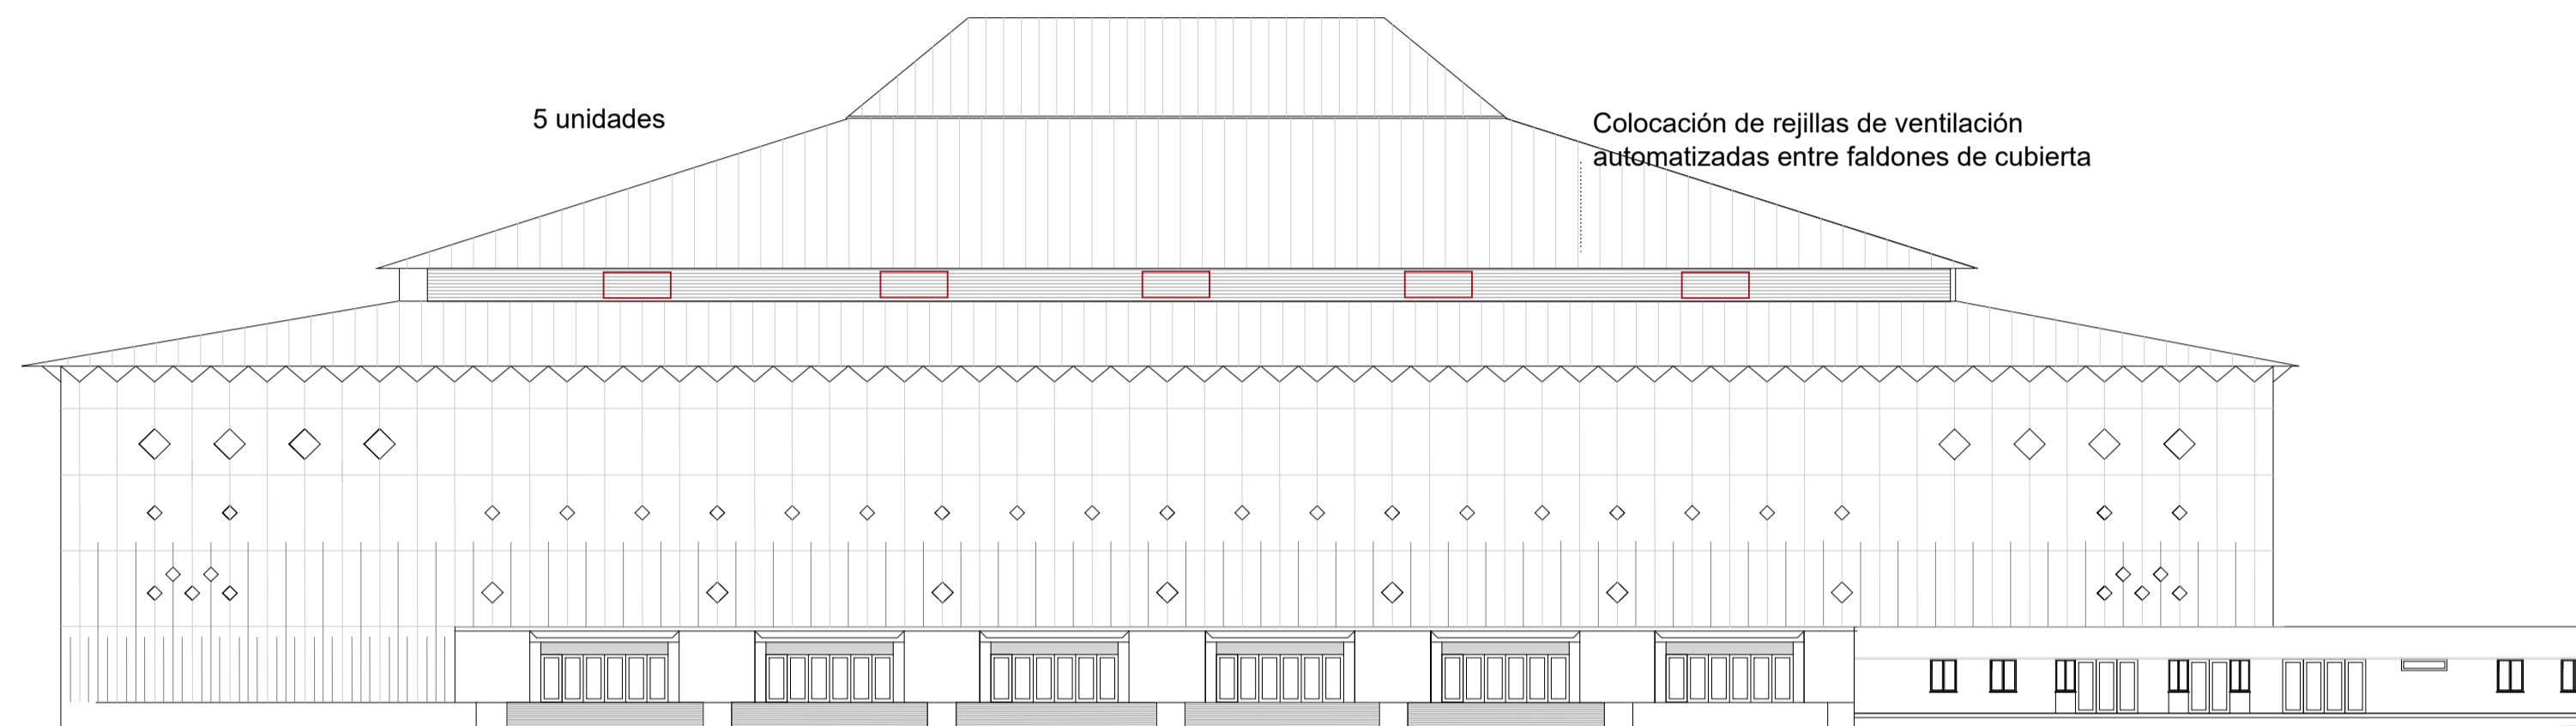 5 unidades
Colocación de rejillas de ventilación
automatizadas entre faldones de cubierta